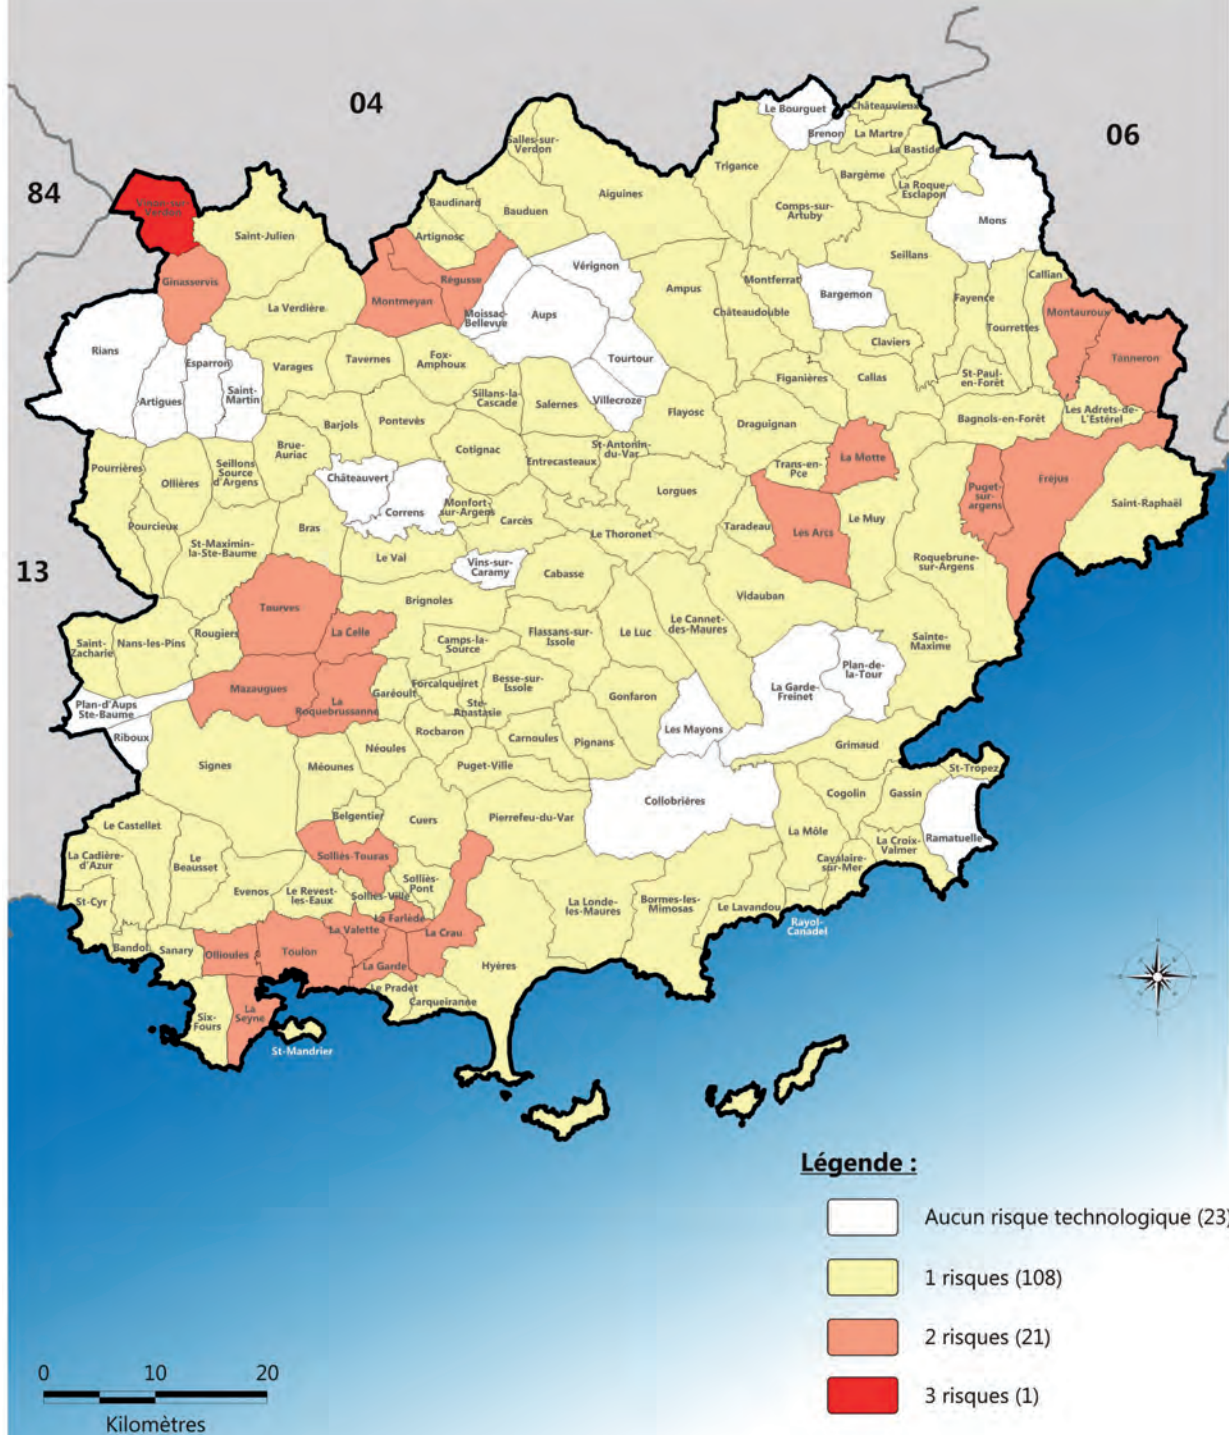 04
Le Bourguet
Châteauvieux
Brenon
La Martre
06
Salles-sur-
Verdon
La Bastide
Trigance
Bargème
84
Aiguines
La Roque-
Esclapon
Vinon-sur-
Verdon
Baudinard
Bauduen
Comps-sur-
Artuby
Mons
Saint-Julien
Artignosc
Seillans
Vérignon
Callian
Ginasservis
Régusse
Montferrat
Ampus
Bargemon
Fayence
Montmeyan
La Verdière
Moissac-
Bellevue
Aups
Châteaudouble
Montauroux
Tourrettes
Rians
Claviers
Esparron
Tavernes
Fox-
Amphoux
Tourtour
Tanneron
Varages
St-Paul-
en-Forêt
Figanières
Callas
Artigues
Saint-
Martin
Sillans-la-
Cascade
Salernes
Villecroze
Flayosc
Les Adrets-de-
L'Estérel
Bagnols-en-Forêt
Barjols
Pontevès
Draguignan
Brue-
Auriac
Cotignac
St-Antonin-
du-Var
La Motte
Pourrières
Seillons
Source
d'Argens
Ollières
Entrecasteaux
Trans-en-
Pce
Châteauvert
Lorgues
Puget-
sur-
argens
Fréjus
Saint-Raphaël
Monfort-
sur-Argens
Correns
Carcès
Pourcieux
Bras
Taradeau
Les Arcs
Le Muy
St-Maximin-
la-Ste-Baume
Le Thoronet
Le Val
Roquebrune-
sur-Argens
13
Vins-sur-
Caramy
Cabasse
Vidauban
Brignoles
Tourves
Le Cannet-
des-Maures
Rougiers
La Celle
Flassans-sur-
Issole
Le Luc
Saint-
Zacharie
Nans-les-Pins
Camps-la-
Source
Sainte-
Maxime
Plan-de-
la-Tour
Forcalqueiret
Besse-sur-
Issole
La Garde-
Freinet
Mazaugues
Garéoult
Gonfaron
La
Roquebrussanne
Ste-
Anastasie
Plan-d'Aups
Ste-Baume
Rocbaron
Les Mayons
Riboux
Carnoules
Pignans
Néoules
Grimaud
Signes
Méounes
Puget-Ville
St-Tropez
Collobrières
Cogolin
Gassin
Belgentier
Cuers
Pierrefeu-du-Var
Le Castellet
La Môle
Ramatuelle
La Croix-
Valmer
Solliès-Toucas
La Cadière-
d'Azur
Le
Beausset
Cavalaire-
sur-Mer
Solliès-
Pont
Evenos
Le Revest-
les-Eaux
Solliès-Ville
St-Cyr
La Londe-
les-Maures
Bormes-les-
Mimosas
Le Lavandou
La Farlède
Rayol-
Canadel
La Valette
La Crau
Bandol
Sanary
Ollioules
Toulon
La Garde
Hyères
Le Pradet
Carqueiranne
Six-
Fours
La
Seyne
St-Mandrier
Légende :
Aucun risque technologique (23)
1 risques (108)
2 risques (21)
3 risques (1)
0 10 20
Kilomètres